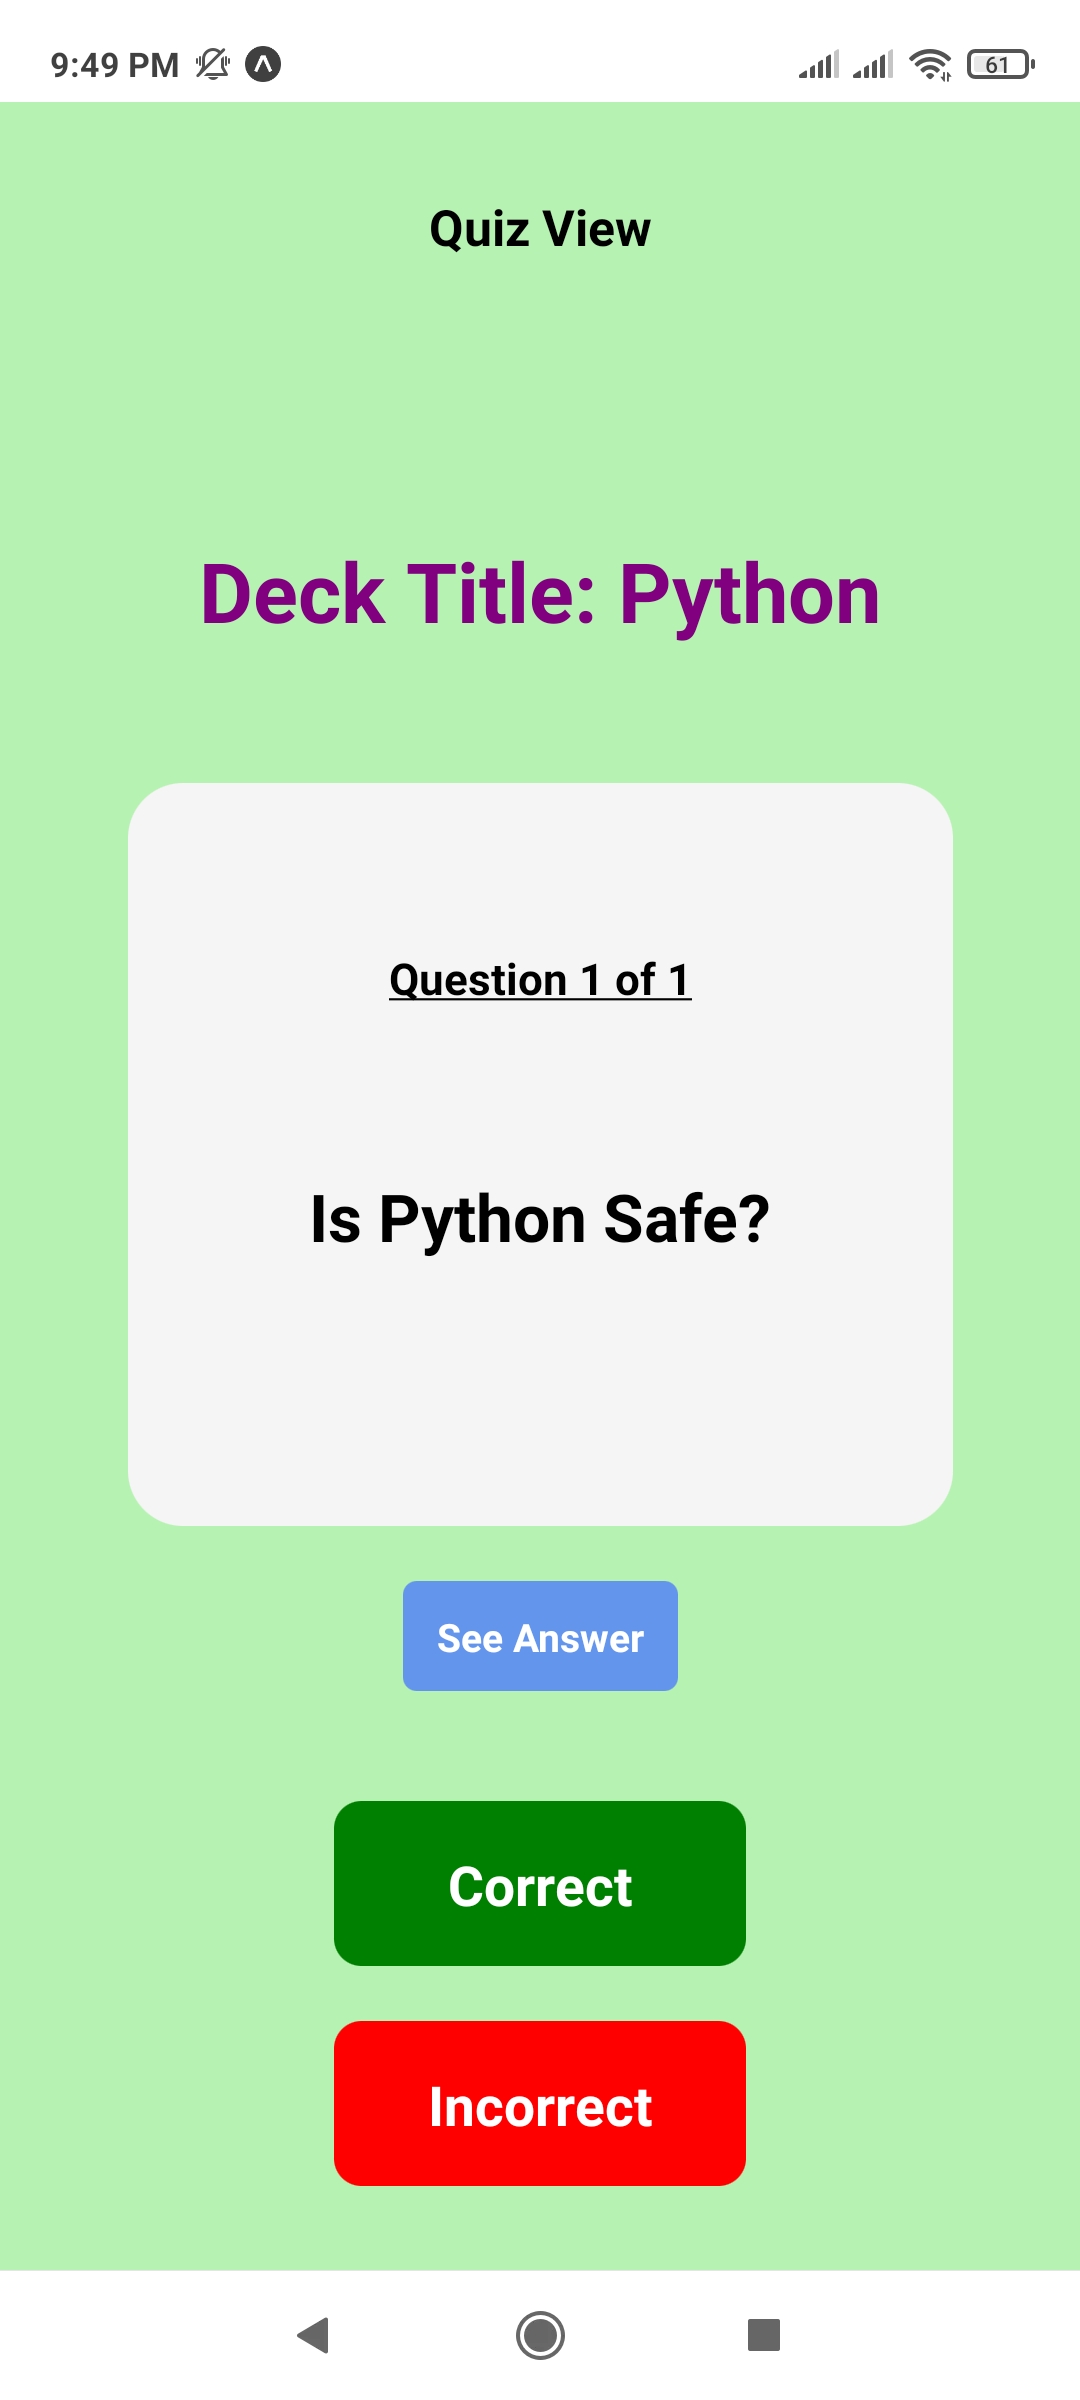 9:49 PM
61
Quiz View
Deck Title: Python
Question 1 of 1
Is Python Safe?
See Answer
Correct
Incorrect